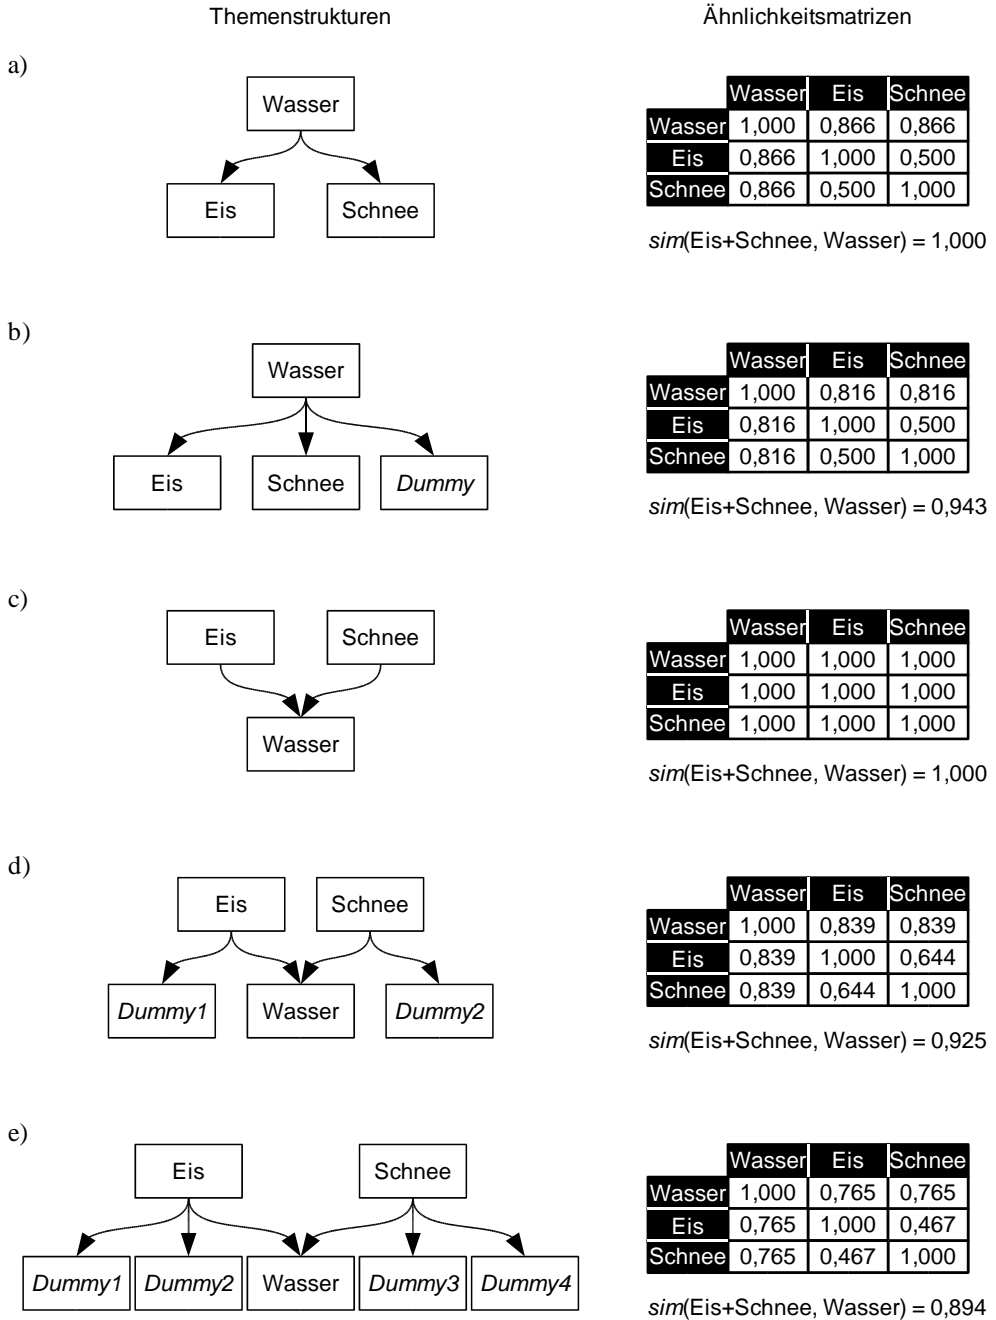 Themenstrukturen Ähnlichkeitsmatrizen
a)
Wasser
Eis Schnee
Wasser Eis Schnee
Wasser 1,000 0,866 0,866
Eis 0,866 1,000 0,500
Schnee 0,866 0,500 1,000
sim(Eis+Schnee, Wasser) = 1,000
b)
Wasser
Eis Schnee Dummy
Wasser Eis Schnee
Wasser 1,000 0,816 0,816
Eis 0,816 1,000 0,500
Schnee 0,816 0,500 1,000
sim(Eis+Schnee, Wasser) = 0,943
c)
Eis Schnee
Wasser
Wasser Eis Schnee
Wasser 1,000 1,000 1,000
Eis 1,000 1,000 1,000
Schnee 1,000 1,000 1,000
sim(Eis+Schnee, Wasser) = 1,000
d)
Eis Schnee
Dummy1 Wasser Dummy2
Wasser Eis Schnee
Wasser 1,000 0,839 0,839
Eis 0,839 1,000 0,644
Schnee 0,839 0,644 1,000
sim(Eis+Schnee, Wasser) = 0,925
e)
Eis Schnee
Dummy1 Dummy2 Wasser Dummy3 Dummy4
Wasser Eis Schnee
Wasser 1,000 0,765 0,765
Eis 0,765 1,000 0,467
Schnee 0,765 0,467 1,000
sim(Eis+Schnee, Wasser) = 0,894